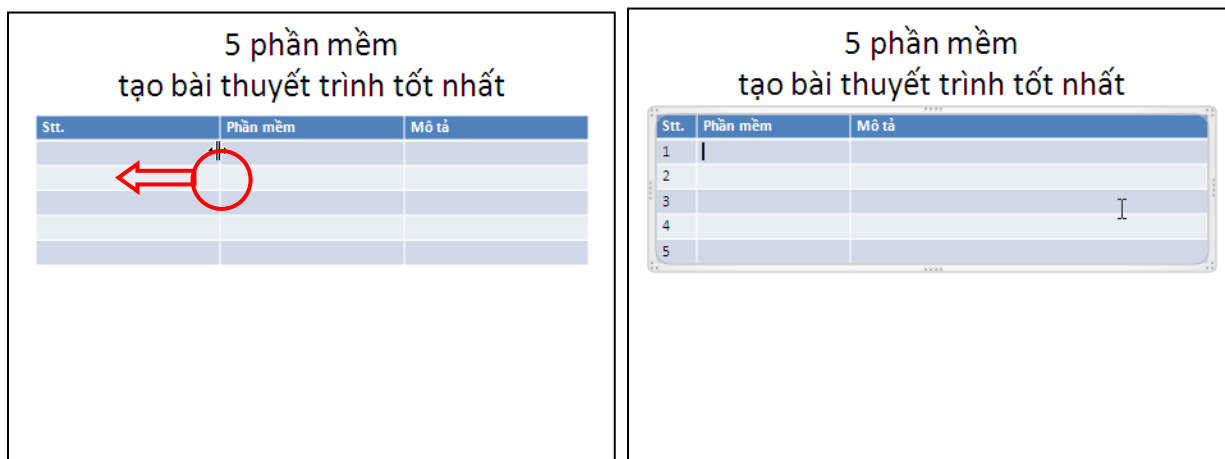 5 phần mềm
tạo bài thuyết trình tốt nhất
Stt. Phần mềm Mô tả
5 phần mềm
tạo bài thuyết trình tốt nhất
Stt. Phần mềm Mô tả
1
2
3
4
5